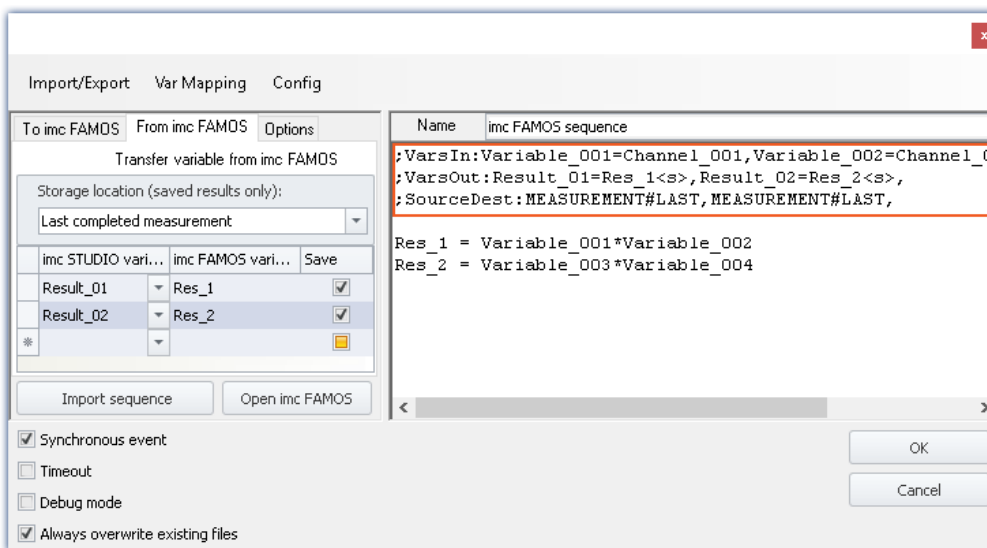 x
Import/Export Var Mapping Config
To imc FAMOS From imc FAMOS Options
Transfer variable from imc FAMOS
Storage location (saved results only):
Last completed measurement
imc STUDIO vari... imc FAMOS vari... Save
Result_01 Res_1
Result_02 Res_2
Import sequence Open imc FAMOS
Name imc FAMOS sequence
;VarsIn:Variable_001=Channel_001,Variable_002=Channel_0
;VarsOut:Result_01=Res_1<s>,Result_02=Res_2<s>,
;SourceDest:MEASUREMENT#LAST,MEASUREMENT#LAST,
Res_1 = Variable_001*Variable_002
Res_2 = Variable_003*Variable_004
Synchronous event
Timeout
Debug mode
Always overwrite existing files
OK
Cancel